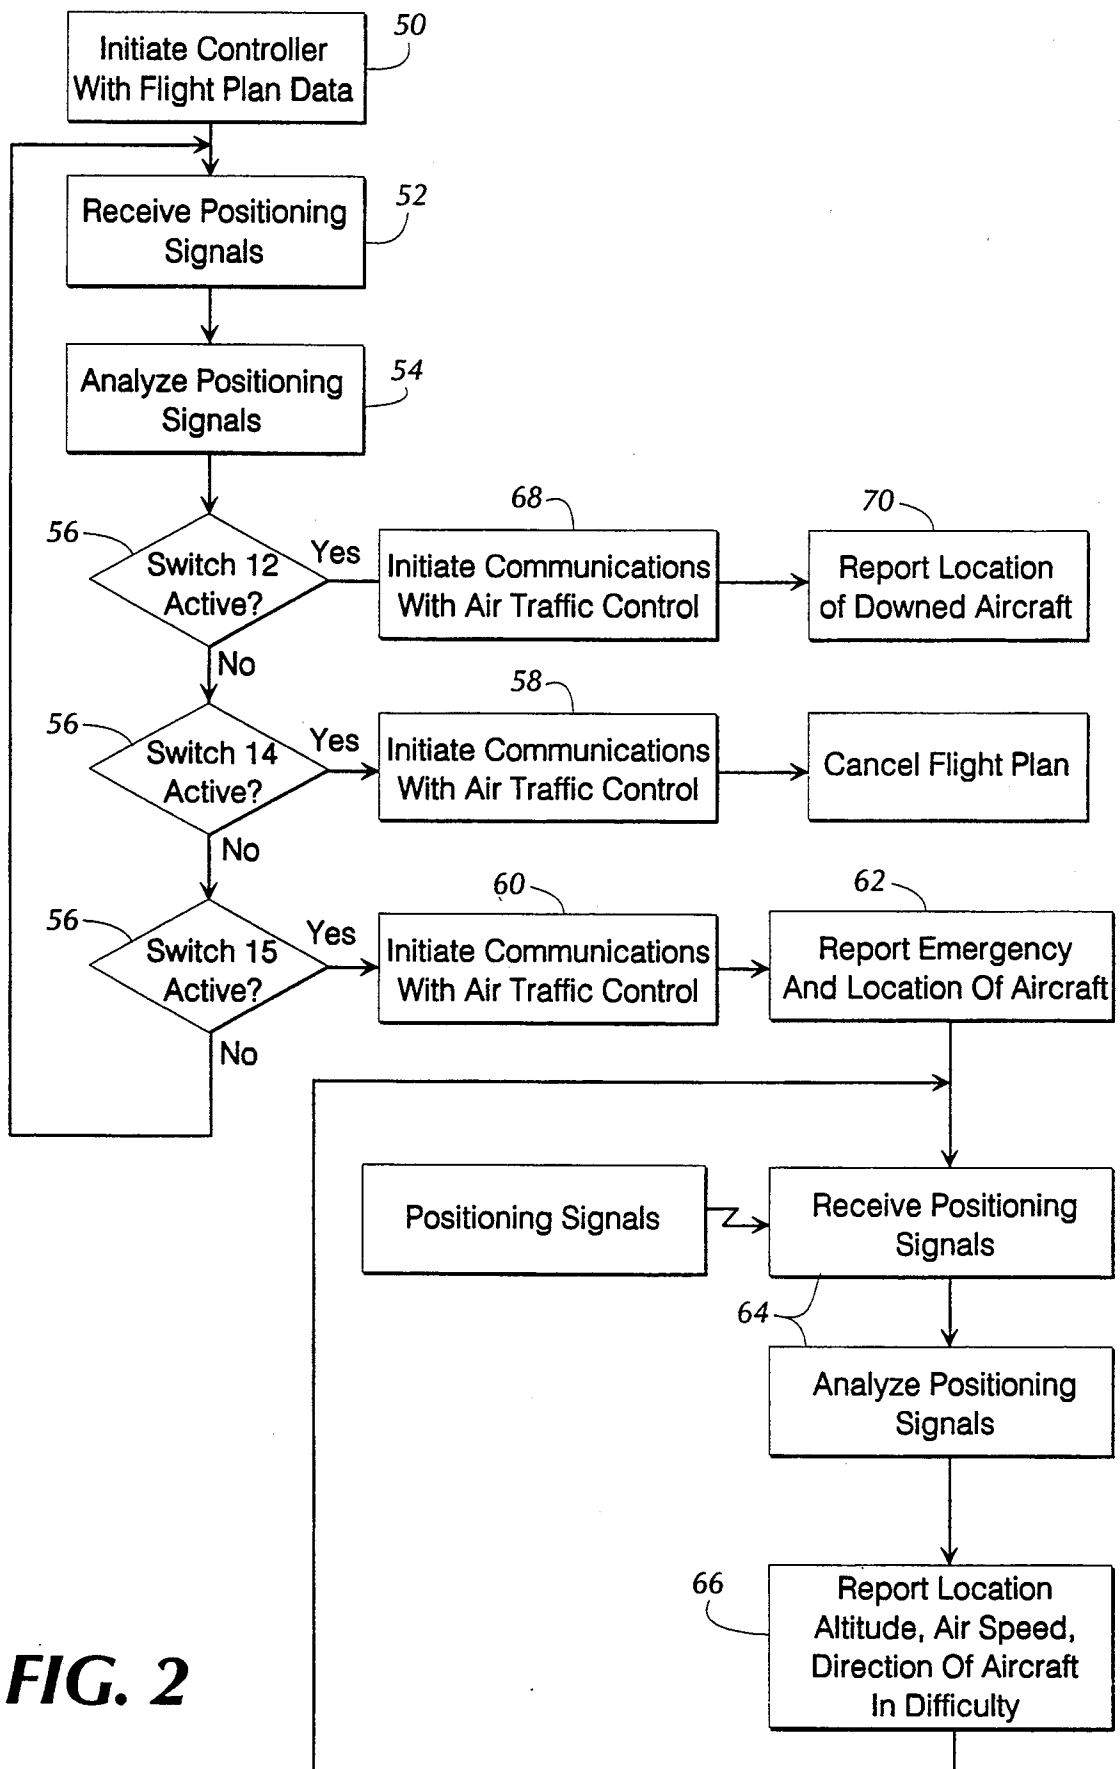 50
Initiate Controller
With Flight Plan Data
52
Receive Positioning
Signals
54
Analyze Positioning
Signals
56
Switch 12
Active?
Yes
No
68
Initiate Communications
With Air Traffic Control
70
Report Location
of Downed Aircraft
56
Switch 14
Active?
Yes
No
58
Initiate Communications
With Air Traffic Control
Cancel Flight Plan
56
Switch 15
Active?
Yes
No
60
Initiate Communications
With Air Traffic Control
62
Report Emergency
And Location Of Aircraft
Positioning Signals
Receive Positioning
Signals
64
Analyze Positioning
Signals
66
Report Location
Altitude, Air Speed,
Direction Of Aircraft
In Difficulty
FIG. 2